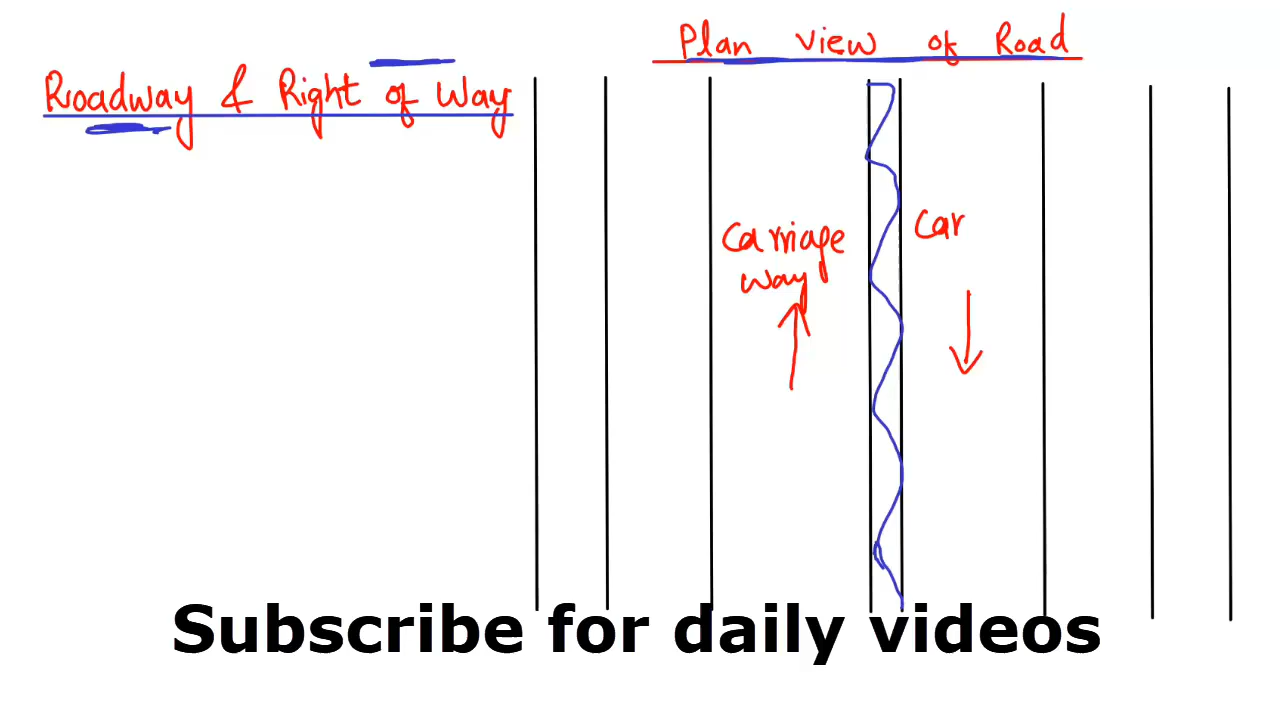 Plan view of Road
Roadway & Right of Way
Carriage
way
Car
Subscribe for daily videos